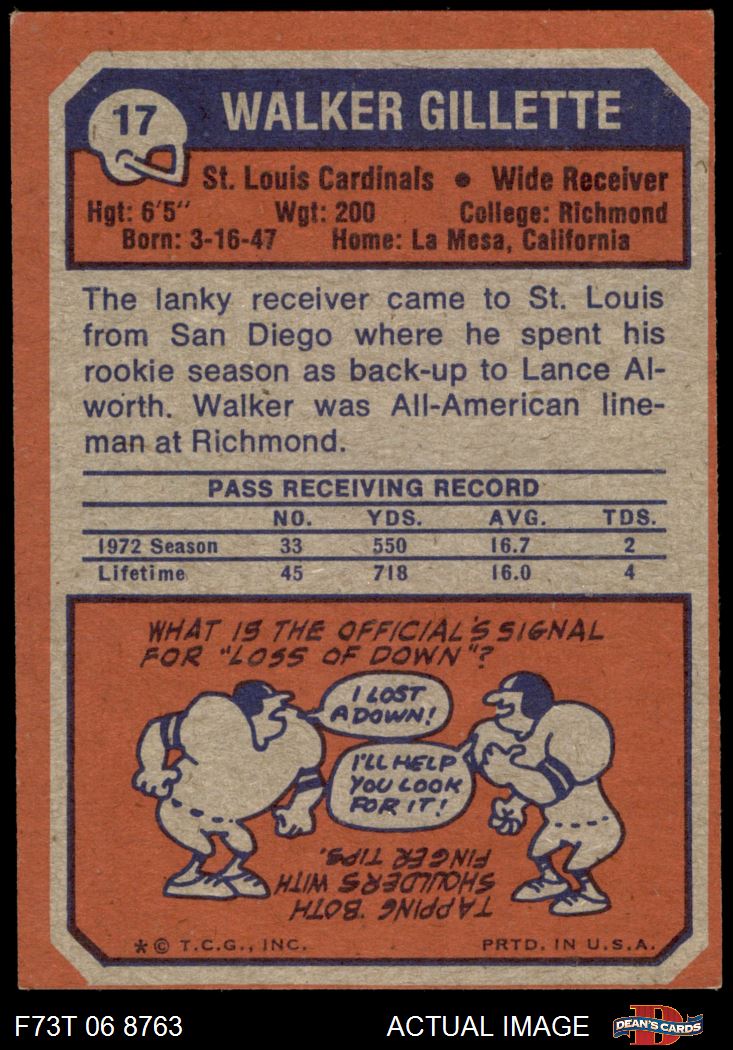 17
WALKER GILLETTE
St. Louis Cardinals • Wide Receiver
Hgt: 6'5" Wgt: 200 College: Richmond
Born: 3-16-47 Home: La Mesa, California
The lanky receiver came to St. Louis
from San Diego where he spent his
rookie season as back-up to Lance Al-
worth. Walker was All-American line-
man at Richmond.
PASS RECEIVING RECORD
NO. YDS. AVG. TDS.
1972 Season 33 550 16.7 2
Lifetime 45 718 16.0 4
WHAT IS THE OFFICIAL'S SIGNAL
FOR "LOSS OF DOWN"?
I LOST
A DOWN!
I'LL HELP
YOU LOOK
FOR IT!
TAPPING BOTH
SHOULDERS WITH
FINGER TIPS.
* © T.C.G., INC. PRTD. IN U.S.A.
F73T 06 8763 ACTUAL IMAGE
D
DEAN'S CARDS